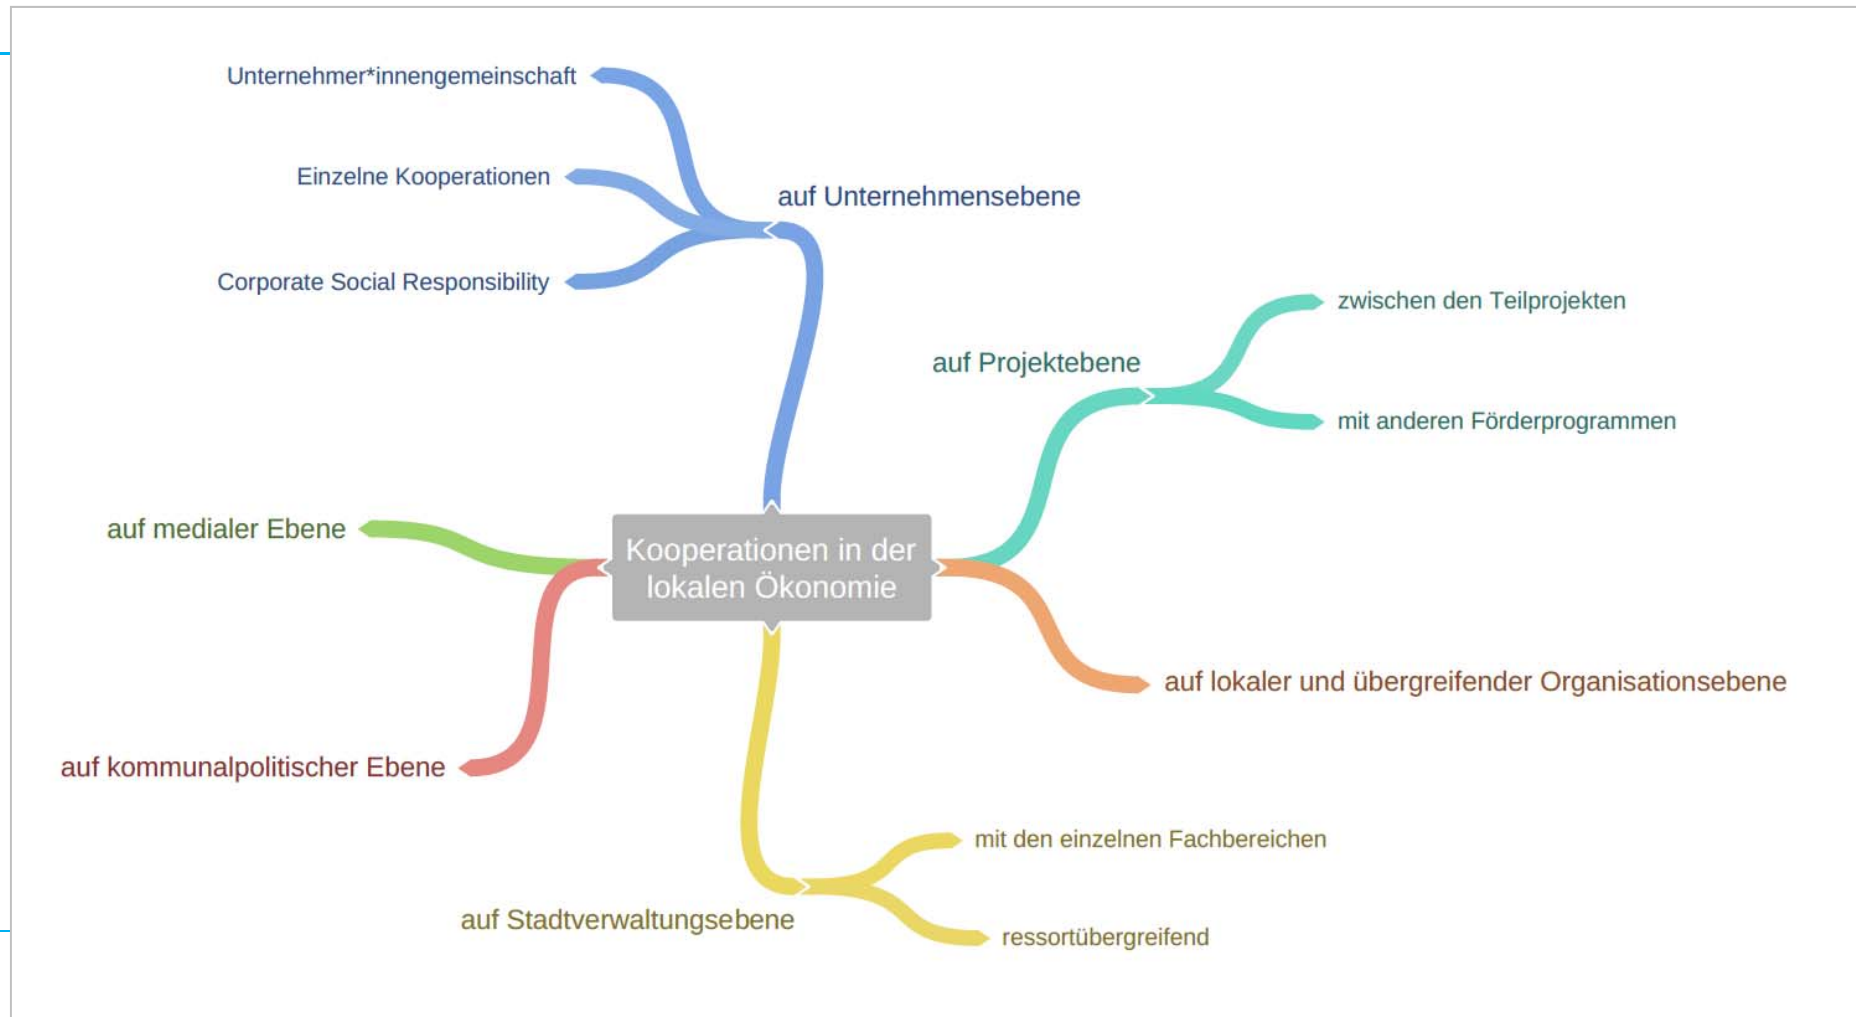 Unternehmer*innengemeinschaft
Einzelne Kooperationen
auf Unternehmensebene
Corporate Social Responsibility
zwischen den Teilprojekten
auf Projektebene
mit anderen Förderprogrammen
auf medialer Ebene
Kooperationen in der
lokalen Ökonomie
auf lokaler und übergreifender Organisationsebene
auf kommunalpolitischer Ebene
mit den einzelnen Fachbereichen
auf Stadtverwaltungsebene
ressortübergreifend